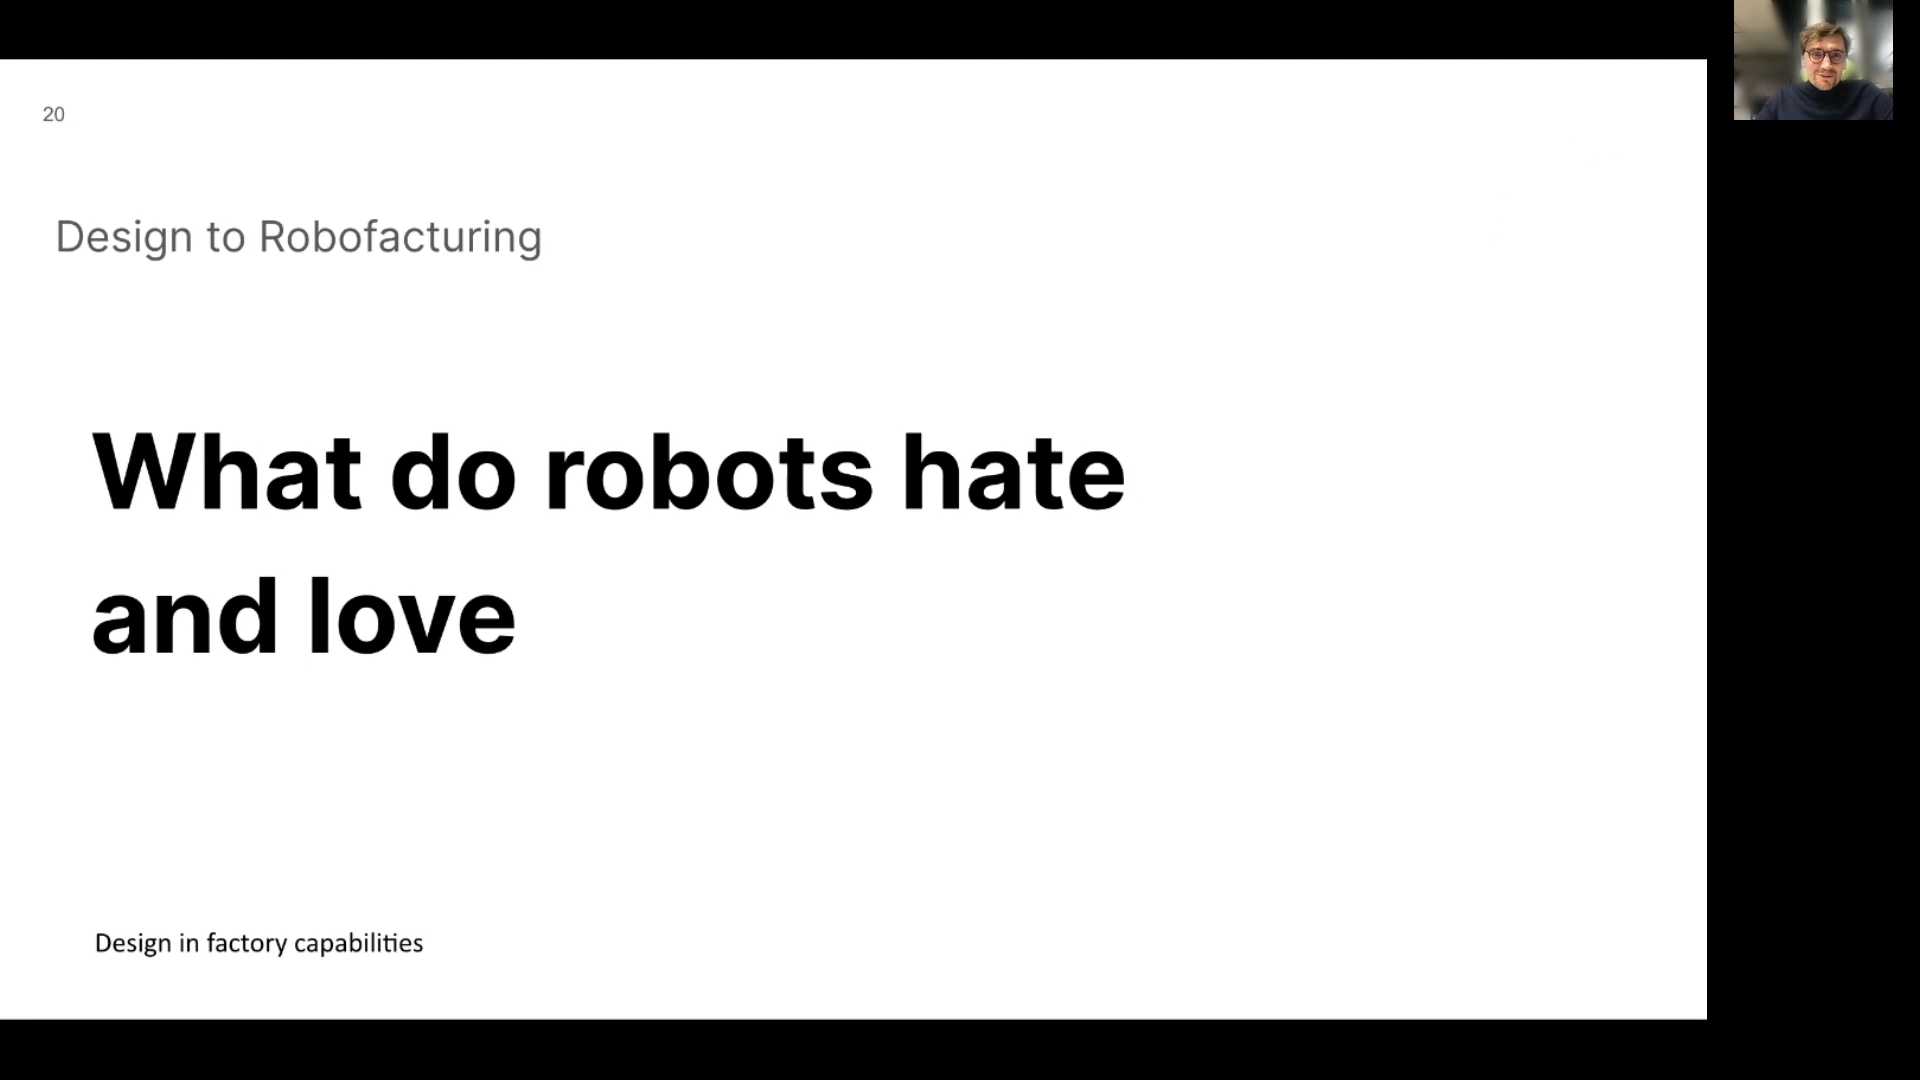 20
Design to Robofacturing
What do robots hate
and love
Design in factory capabilities